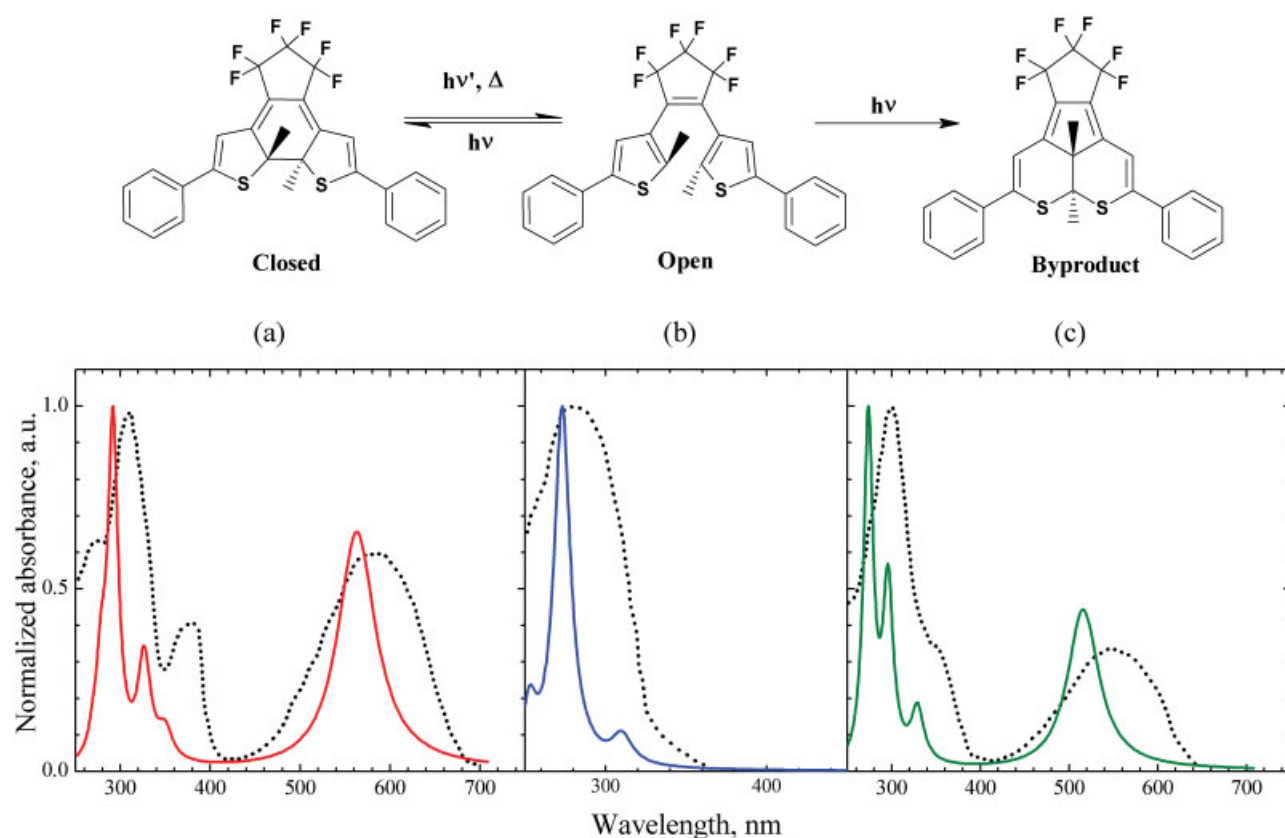 F F F F F F
F F F F F F
F F F F F F
hν', Δ
hν
hν
S S
S S
S S
Closed
Open
Byproduct
(a)
(b)
(c)
Normalized absorbance, a.u.
1.0
0.5
0.0
300 400 500 600 700
300 400
300 400 500 600 700
Wavelength, nm